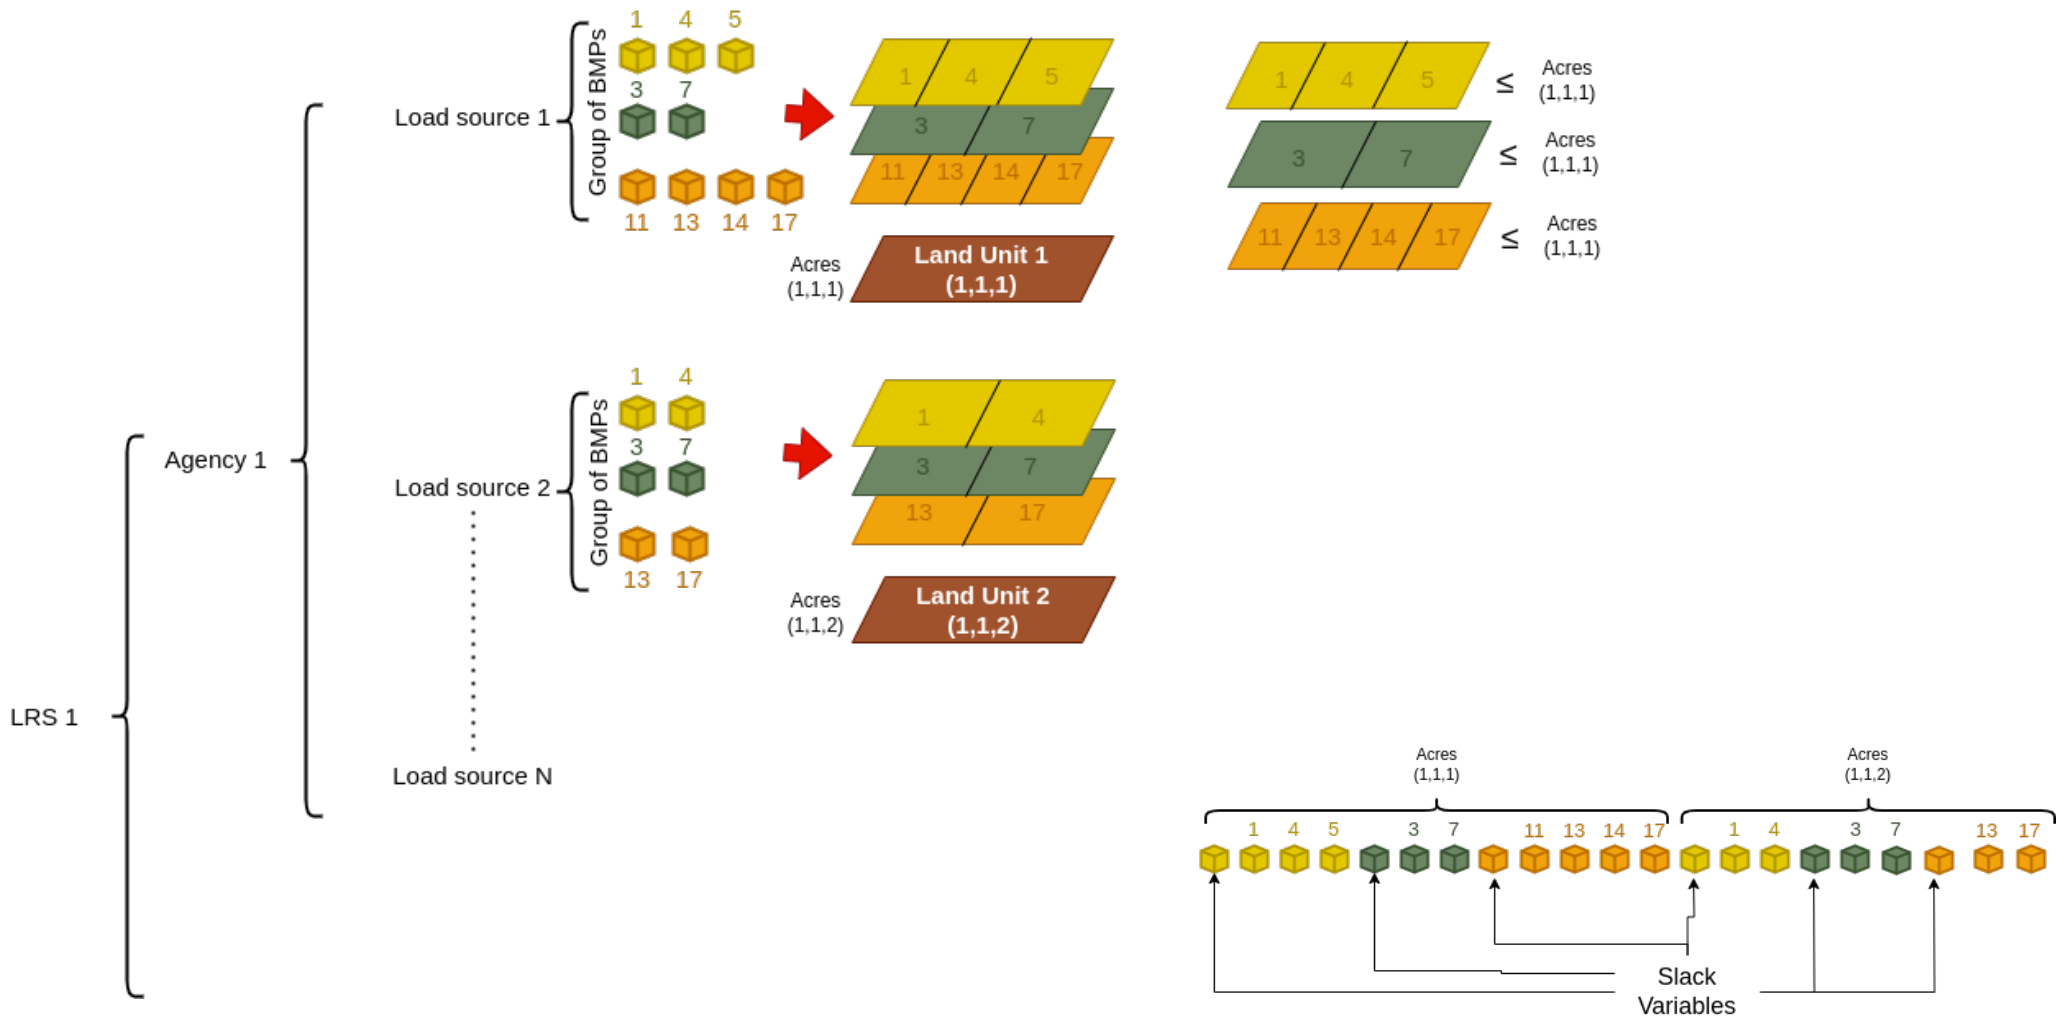 LRS 1
Agency 1
Load source 1
Group of BMPs
1 4 5
3 7
11 13 14 17
1 4 5
3 7
11 13 14 17
Acres
(1,1,1)
Land Unit 1
(1,1,1)
1 4 5
≤
Acres
(1,1,1)
3 7
≤
Acres
(1,1,1)
11 13 14 17
≤
Acres
(1,1,1)
Load source 2
Group of BMPs
1 4
3 7
13 17
1 4
3 7
13 17
Acres
(1,1,2)
Land Unit 2
(1,1,2)
Load source N
Acres
(1,1,1)
Acres
(1,1,2)
1 4 5 3 7 11 13 14 17 1 4 3 7 13 17
Slack
Variables